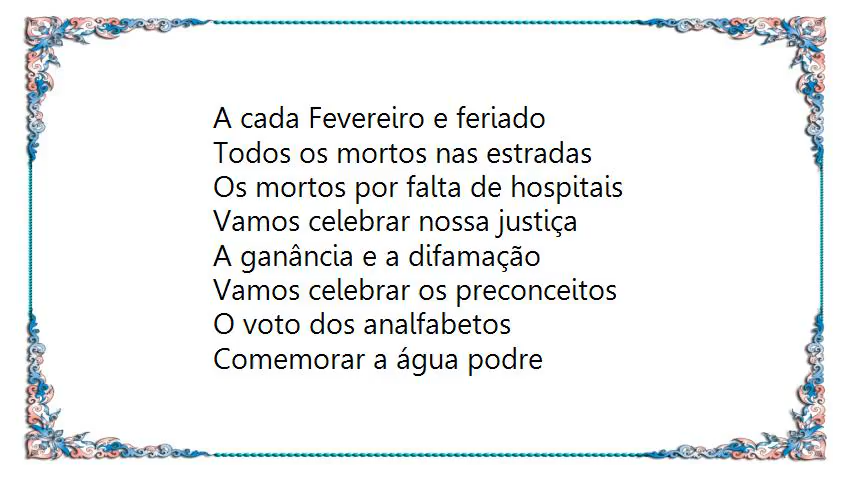 A cada Fevereiro e feriado
Todos os mortos nas estradas
Os mortos por falta de hospitais
Vamos celebrar nossa justiça
A ganância e a difamação
Vamos celebrar os preconceitos
O voto dos analfabetos
Comemorar a água podre